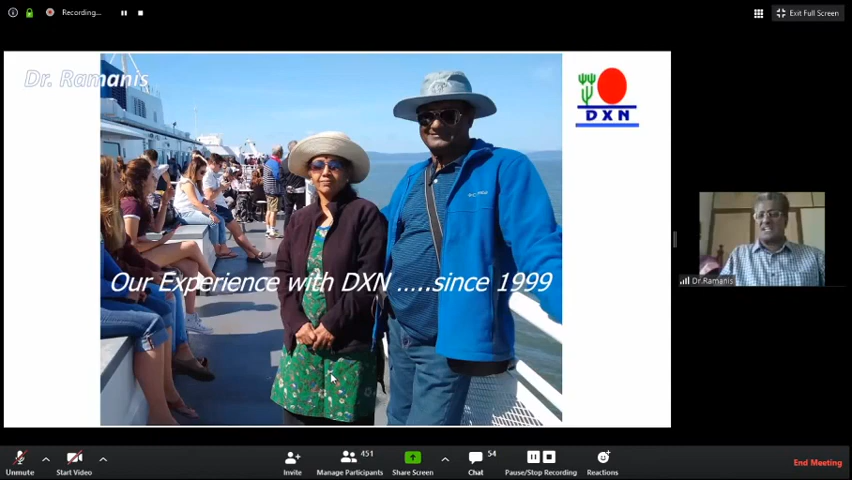 Recording...
Exit Full Screen
Dr. Ramanis
DXN
Our Experience with DXN .....since 1999
Dr.Ramanis
Unmute
Start Video
Invite
451
Manage Participants
Share Screen
54
Chat
Pause/Stop Recording
Reactions
End Meeting